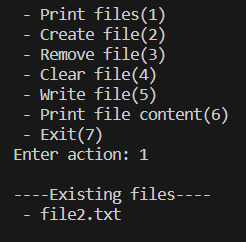 - Print files(1)
- Create file(2)
- Remove file(3)
- Clear file(4)
- Write file(5)
- Print file content(6)
- Exit(7)
Enter action: 1
----Existing files----
- file2.txt